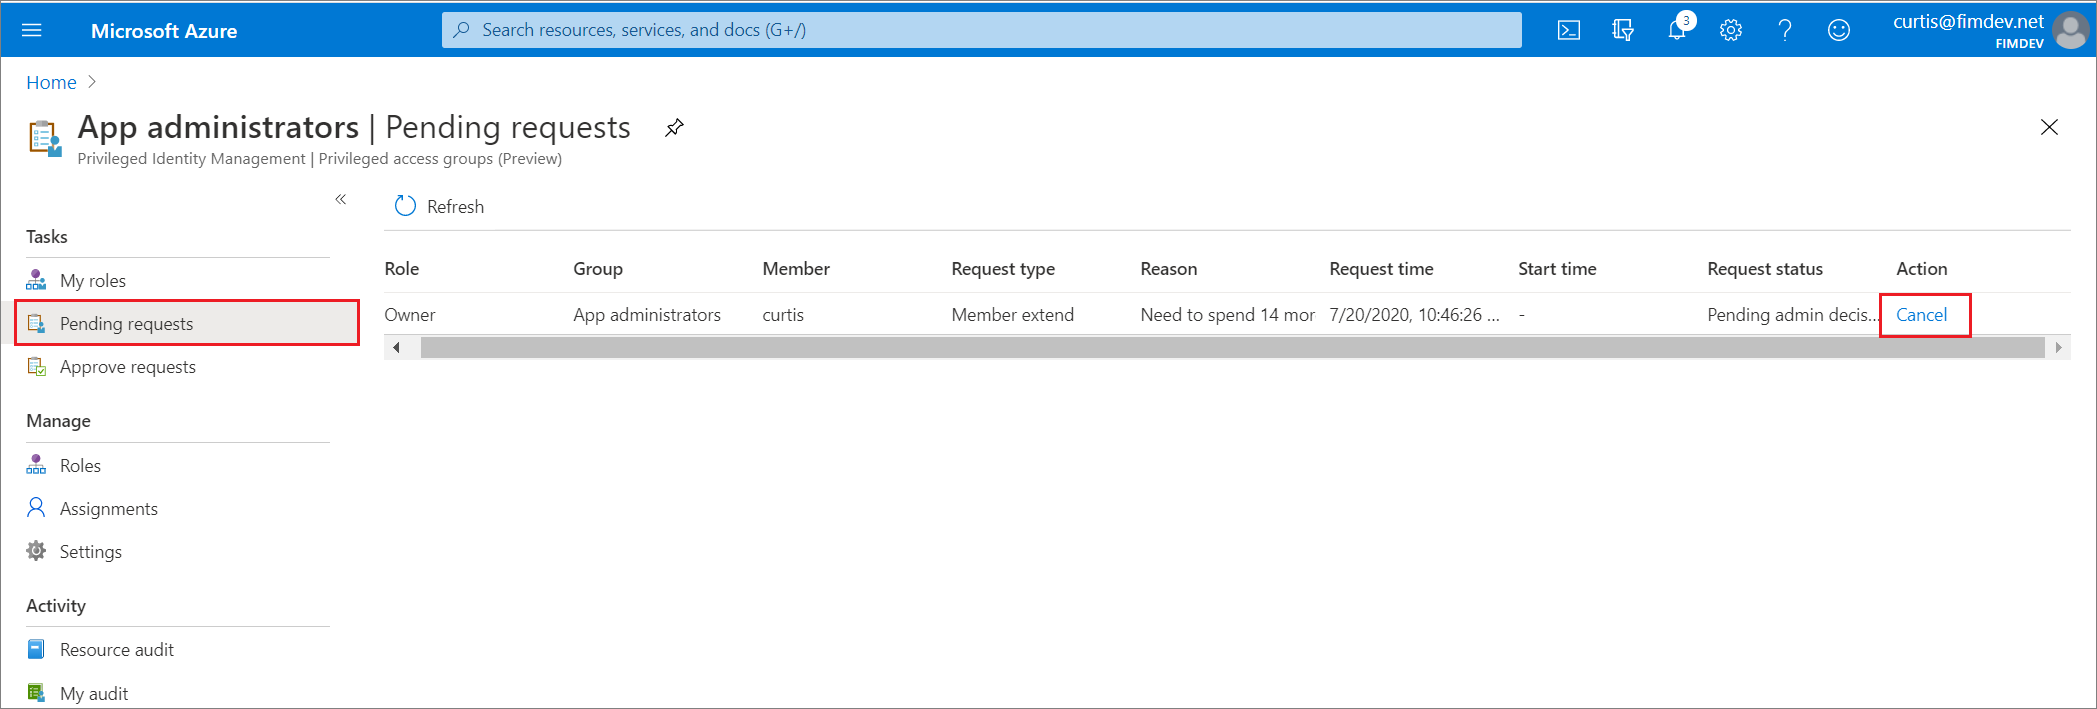 Microsoft Azure
Search resources, services, and docs (G+/)
3
curtis@fimdev.net
FIMDEV
Home
App administrators | Pending requests
Privileged Identity Management | Privileged access groups (Preview)
Refresh
Tasks
My roles
Pending requests
Approve requests
Manage
Roles
Assignments
Settings
Activity
Resource audit
My audit
Role Group Member Request type Reason Request time Start time Request status Action
Owner App administrators curtis Member extend Need to spend 14 mor 7/20/2020, 10:46:26 ... - Pending admin decis... Cancel